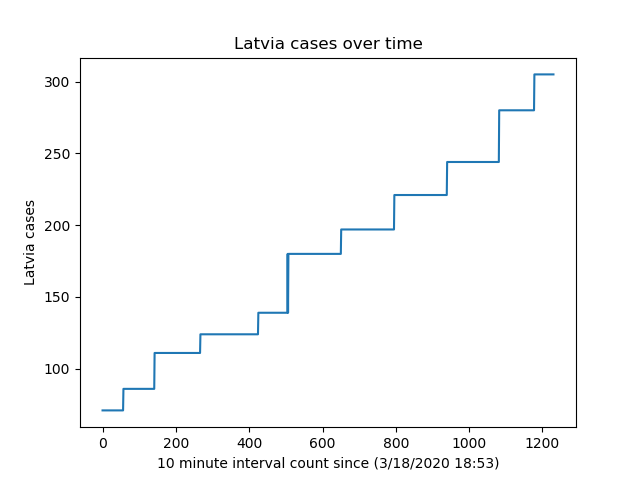 Latvia cases over time
300
250
200
150
100
Latvia cases
0 200 400 600 800 1000 1200
10 minute interval count since (3/18/2020 18:53)